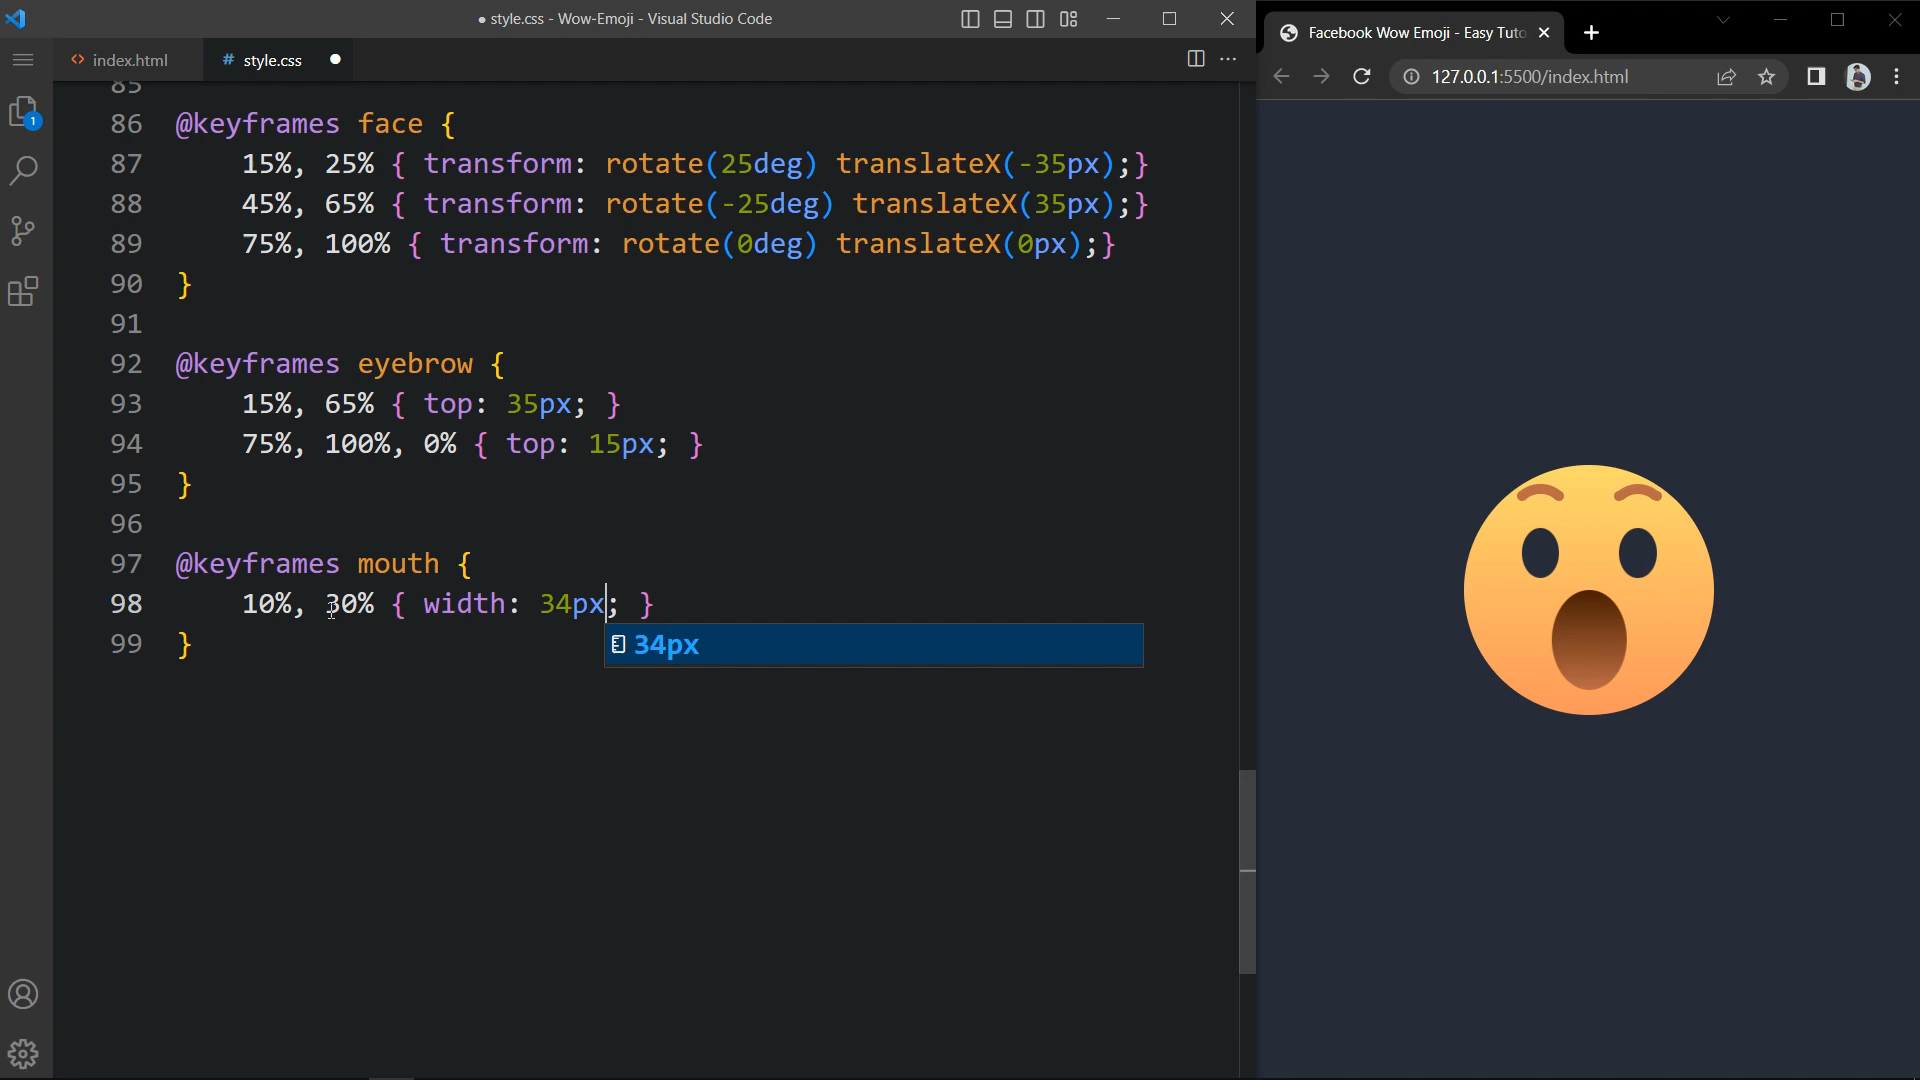 style.css - Wow-Emoji - Visual Studio Code
index.html
# style.css
1
85
86 @keyframes face {
87 15%, 25% { transform: rotate(25deg) translateX(-35px);}
88 45%, 65% { transform: rotate(-25deg) translateX(35px);}
89 75%, 100% { transform: rotate(0deg) translateX(0px);}
90 }
91
92 @keyframes eyebrow {
93 15%, 65% { top: 35px; }
94 75%, 100%, 0% { top: 15px; }
95 }
96
97 @keyframes mouth {
98 10%, 30% { width: 34px; }
34px
99 }
Facebook Wow Emoji - Easy Tuto
127.0.0.1:5500/index.html